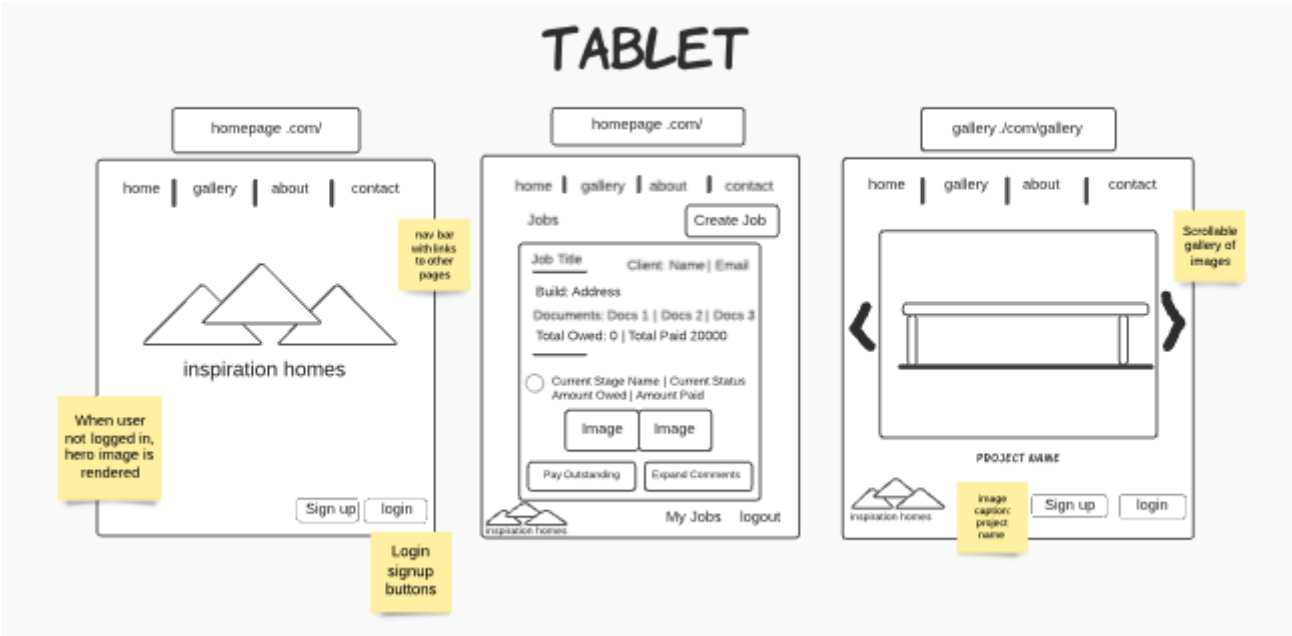 TABLET
homepage .com/
home | gallery | about | contact
nav bar
with links
to other
pages
inspiration homes
When user
not logged in,
hero image is
rendered
Sign up
login
Login
signup
buttons
homepage .com/
home | gallery | about | contact
Jobs
Create Job
Job Title
Client: Name | Email
Build: Address
Documents: Docs 1 | Docs 2 | Docs 3
Total Owed: 0 | Total Paid 20000
Current Stage Name | Current Status
Amount Owed | Amount Paid
Image
Image
Pay Outstanding
Expand Comments
inspiration homes
My Jobs
logout
gallery ./com/gallery
home | gallery | about | contact
Scrollable
gallery of
images
PROJECT NAME
inspiration homes
image
caption:
project
name
Sign up
login